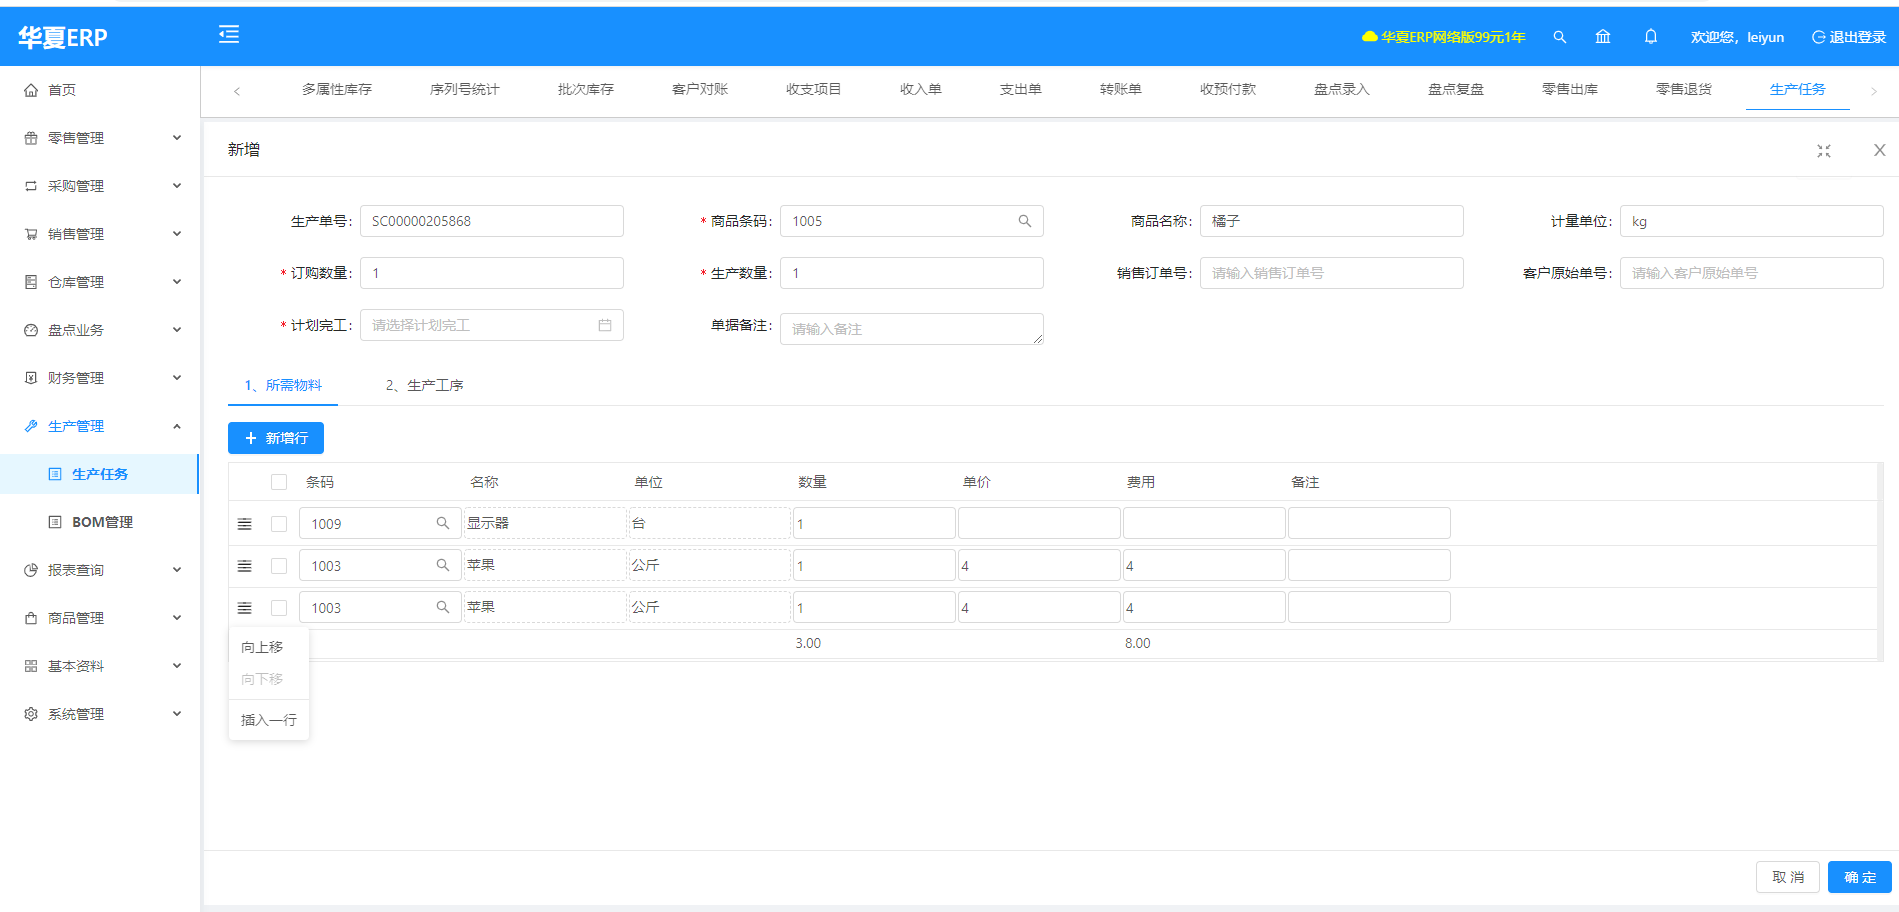 华夏ERP
华夏ERP网络版99元1年
欢迎您，leiyun
退出登录
首页
零售管理
采购管理
销售管理
仓库管理
盘点业务
财务管理
生产管理
生产任务
BOM管理
报表查询
商品管理
基本资料
系统管理
多属性库存 序列号统计 批次库存 客户对账 收支项目 收入单 支出单 转账单 收预付款 盘点录入 盘点复盘 零售出库 零售退货 生产任务
新增
生产单号: SC00000205868 * 商品条码: 1005 商品名称: 橘子 计量单位: kg
* 订购数量: 1 * 生产数量: 1 销售订单号: 请输入销售订单号 客户原始单号: 请输入客户原始单号
* 计划完工: 请选择计划完工 单据备注: 请输入备注
1、所需物料 2、生产工序
+ 新增行
条码 名称 单位 数量 单价 费用 备注
1009 显示器 台 1
1003 苹果 公斤 1 4 4
1003 苹果 公斤 1 4 4
3.00 8.00
向上移
向下移
插入一行
取 消 确 定